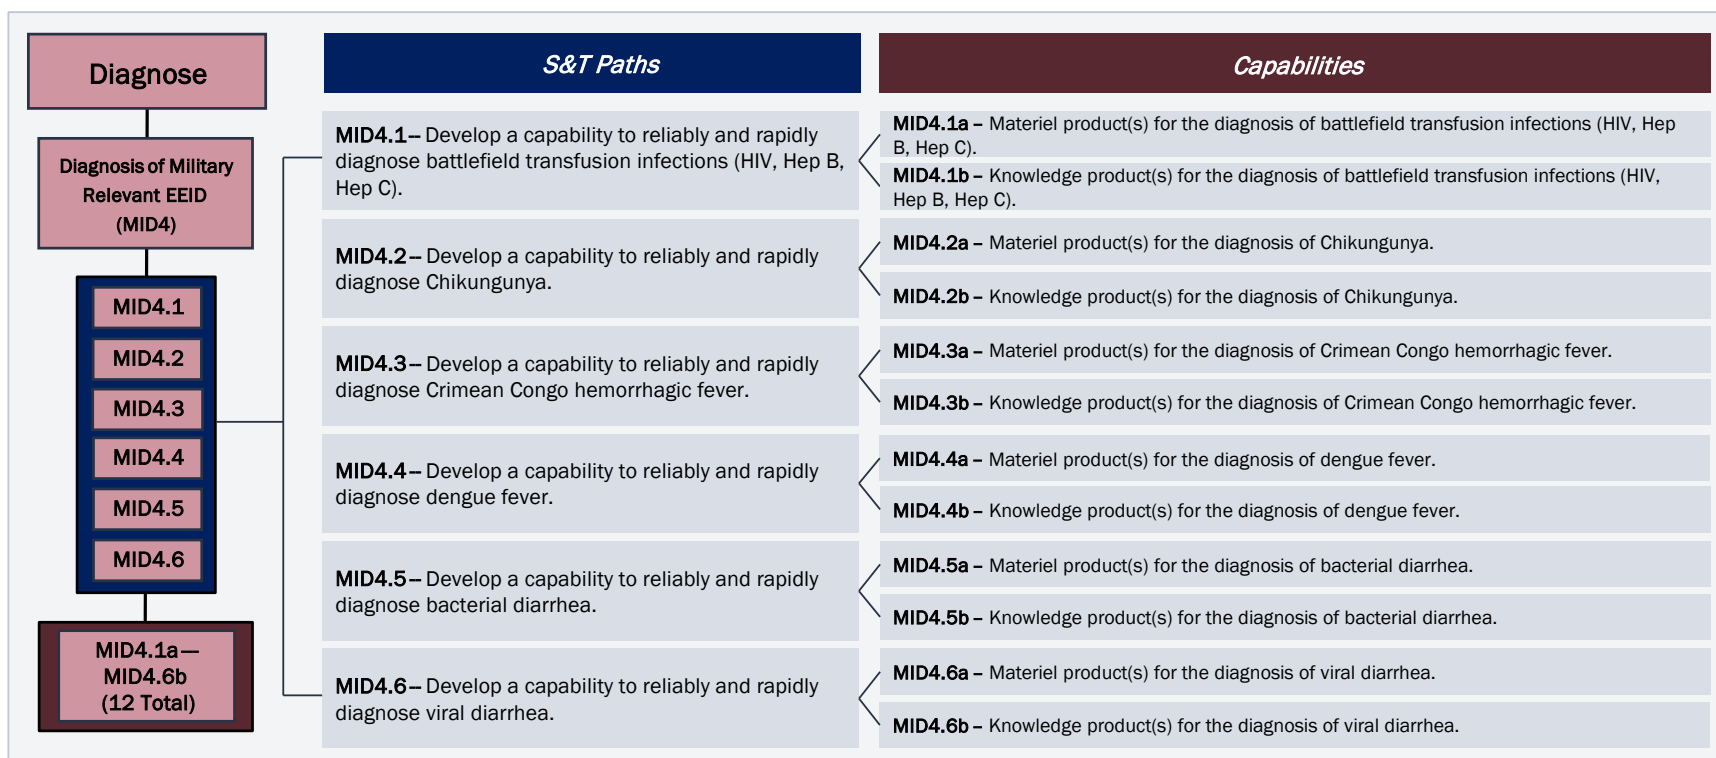 Diagnose
Diagnosis of Military
Relevant EEID
(MID4)
MID4.1
MID4.2
MID4.3
MID4.4
MID4.5
MID4.6
MID4.1a—
MID4.6b
(12 Total)
S&T Paths
MID4.1-- Develop a capability to reliably and rapidly
diagnose battlefield transfusion infections (HIV, Hep B,
Hep C).
MID4.2-- Develop a capability to reliably and rapidly
diagnose Chikungunya.
MID4.3-- Develop a capability to reliably and rapidly
diagnose Crimean Congo hemorrhagic fever.
MID4.4-- Develop a capability to reliably and rapidly
diagnose dengue fever.
MID4.5-- Develop a capability to reliably and rapidly
diagnose bacterial diarrhea.
MID4.6-- Develop a capability to reliably and rapidly
diagnose viral diarrhea.
Capabilities
MID4.1a – Materiel product(s) for the diagnosis of battlefield transfusion infections (HIV, Hep
B, Hep C).
MID4.1b – Knowledge product(s) for the diagnosis of battlefield transfusion infections (HIV,
Hep B, Hep C).
MID4.2a – Materiel product(s) for the diagnosis of Chikungunya.
MID4.2b – Knowledge product(s) for the diagnosis of Chikungunya.
MID4.3a – Materiel product(s) for the diagnosis of Crimean Congo hemorrhagic fever.
MID4.3b – Knowledge product(s) for the diagnosis of Crimean Congo hemorrhagic fever.
MID4.4a – Materiel product(s) for the diagnosis of dengue fever.
MID4.4b – Knowledge product(s) for the diagnosis of dengue fever.
MID4.5a – Materiel product(s) for the diagnosis of bacterial diarrhea.
MID4.5b – Knowledge product(s) for the diagnosis of bacterial diarrhea.
MID4.6a – Materiel product(s) for the diagnosis of viral diarrhea.
MID4.6b – Knowledge product(s) for the diagnosis of viral diarrhea.